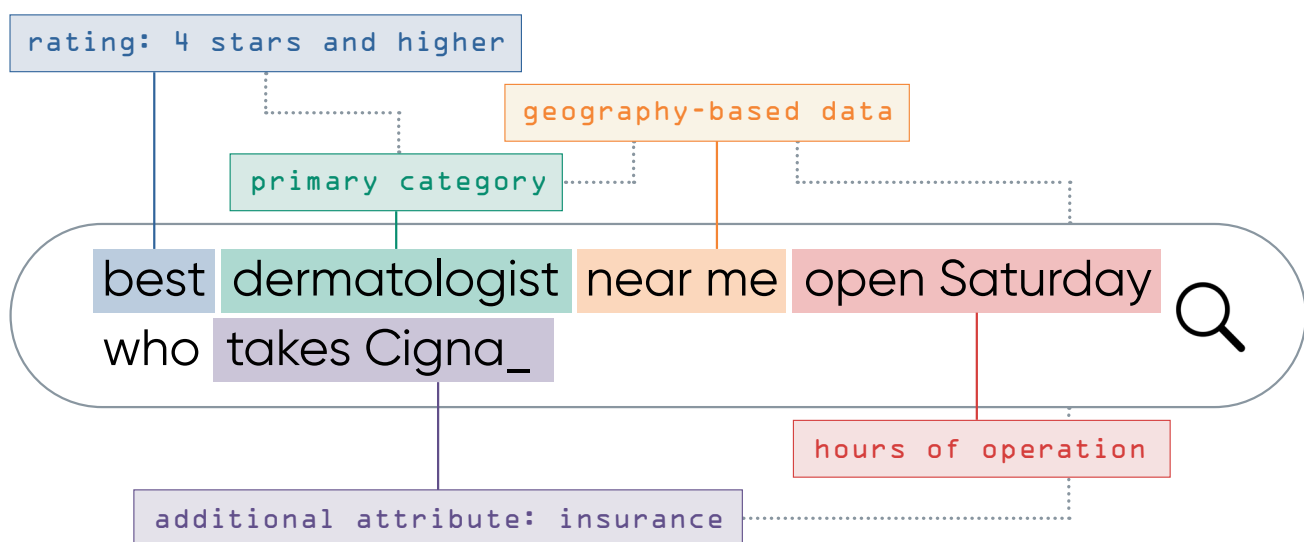 rating: 4 stars and higher
geography-based data
primary category
best dermatologist near me open Saturday
who takes Cigna_
hours of operation
additional attribute: insurance